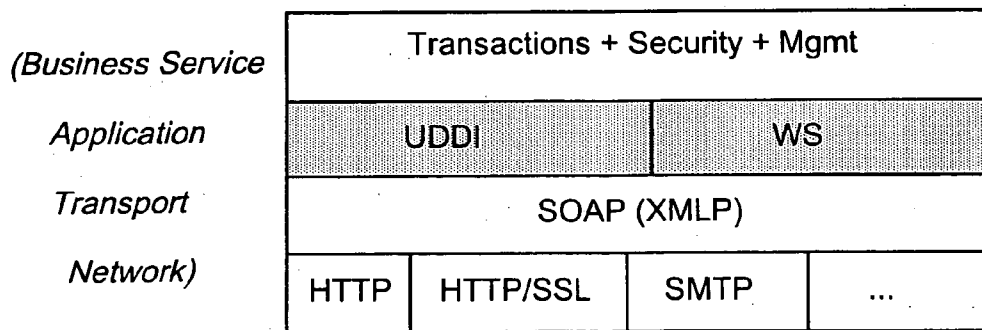 (Business Service Transactions + Security + Mgmt
Application UDDI WS
Transport SOAP (XMLP)
Network) HTTP HTTP/SSL SMTP ...